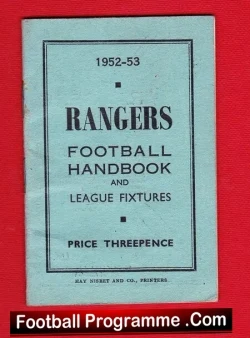 1952-53
RANGERS
FOOTBALL
HANDBOOK
AND
LEAGUE FIXTURES
PRICE THREEPENCE
HAY NISBET AND CO., PRINTERS.
Football Programme .Com